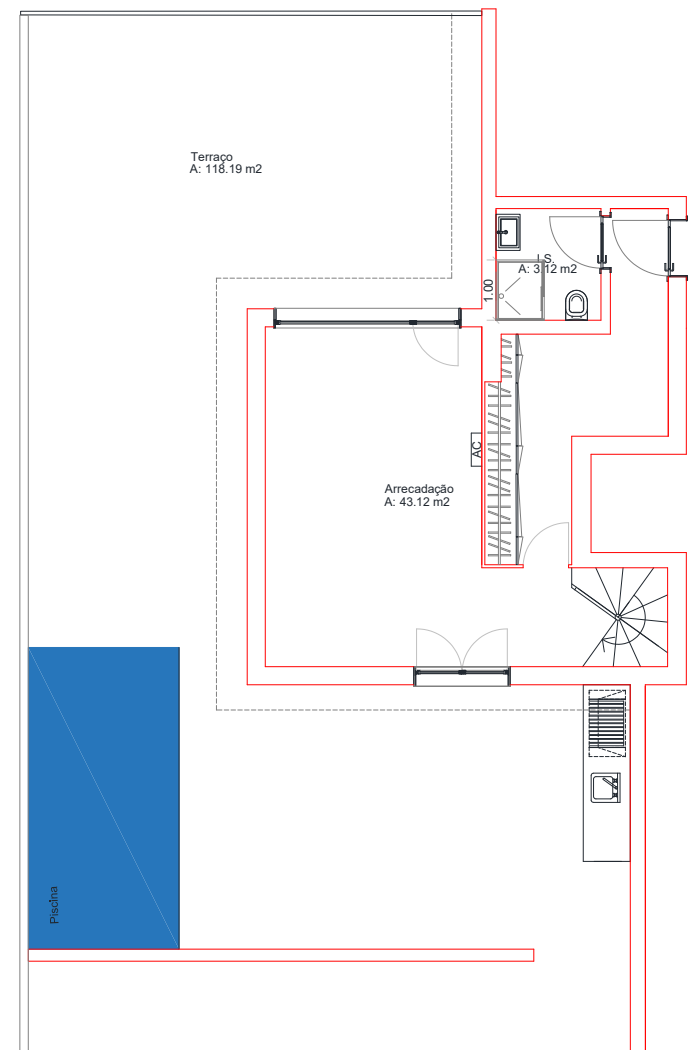 Terraço
A: 118.19 m2
I.S.
A: 3.12 m2
1.00
AC
Arrecadação
A: 43.12 m2
Piscina